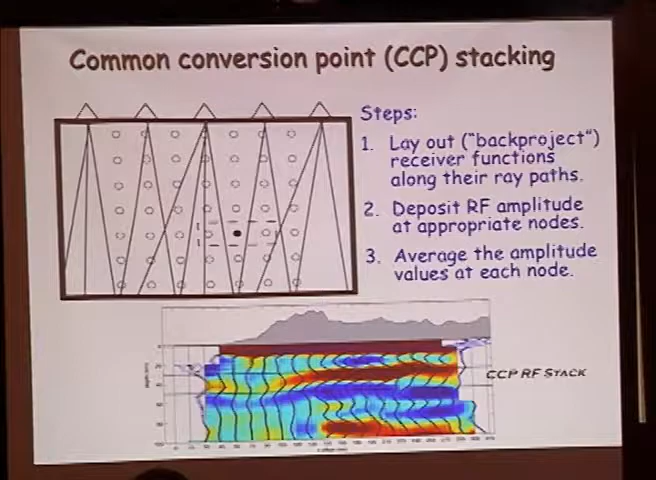 Common conversion point (CCP) stacking
Steps:
1. Lay out ("backproject")
receiver functions
along their ray paths.
2. Deposit RF amplitude
at appropriate nodes.
3. Average the amplitude
values at each node.
CCP RF STACK